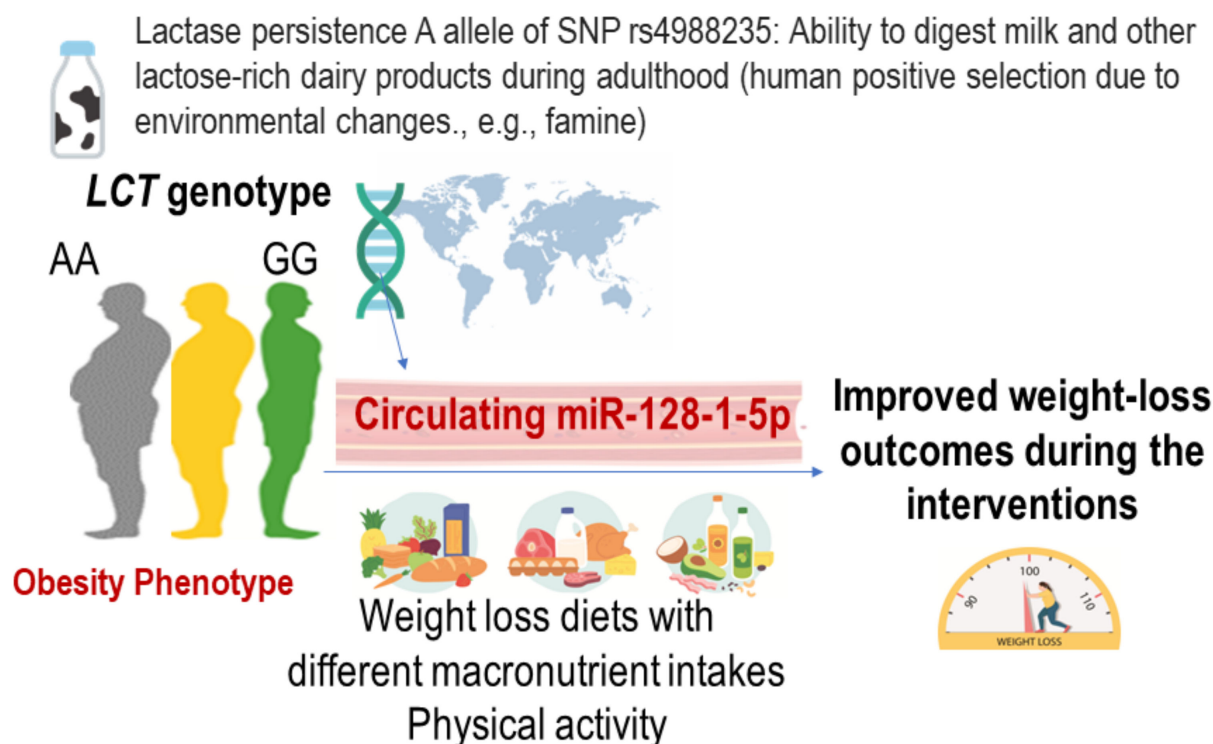 Lactase persistence A allele of SNP rs4988235: Ability to digest milk and other
lactose-rich dairy products during adulthood (human positive selection due to
environmental changes., e.g., famine)
LCT genotype
AA
GG
Circulating miR-128-1-5p
Improved weight-loss
outcomes during the
interventions
Obesity Phenotype
Weight loss diets with
different macronutrient intakes
Physical activity
90
100
110
WEIGHT LOSS